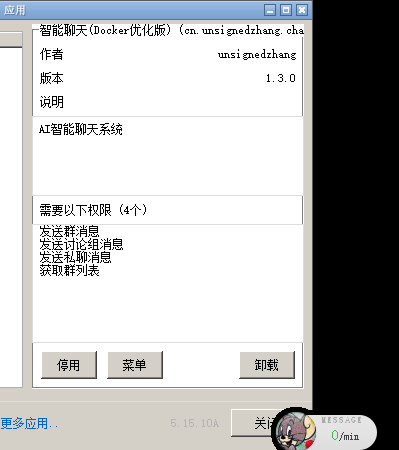 应用
智能聊天(Docker优化版) (cn.unsignedzhang.cha
作者 unsignedzhang
版本 1.3.0
说明
AI智能聊天系统
需要以下权限 (4个)
发送群消息
发送讨论组消息
发送私聊消息
获取群列表
停用 菜单 卸载
更多应用.. 5.15.10A 关闭
MESSAGE
0/min